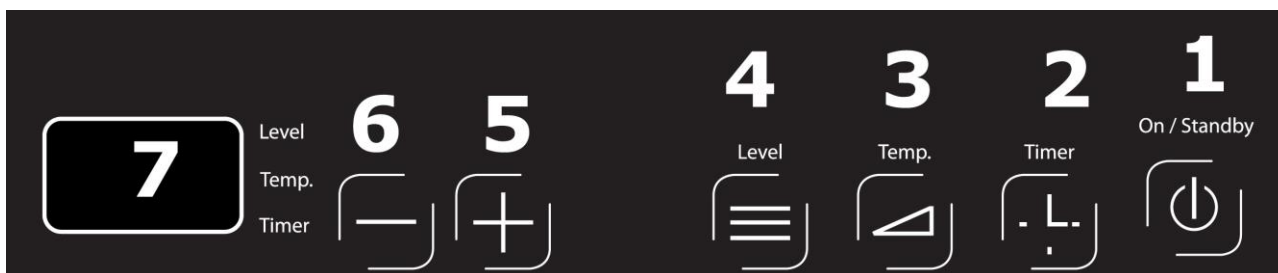 7
Level
Temp.
Timer
6
5
4
Level
3
Temp.
2
Timer
1
On / Standby